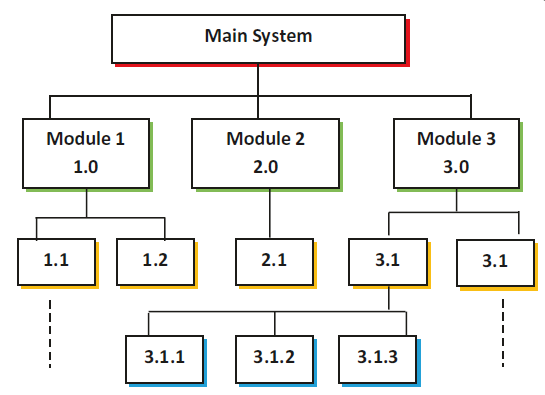 Main System
Module 1
1.0
Module 2
2.0
Module 3
3.0
1.1
1.2
2.1
3.1
3.1
3.1.1
3.1.2
3.1.3